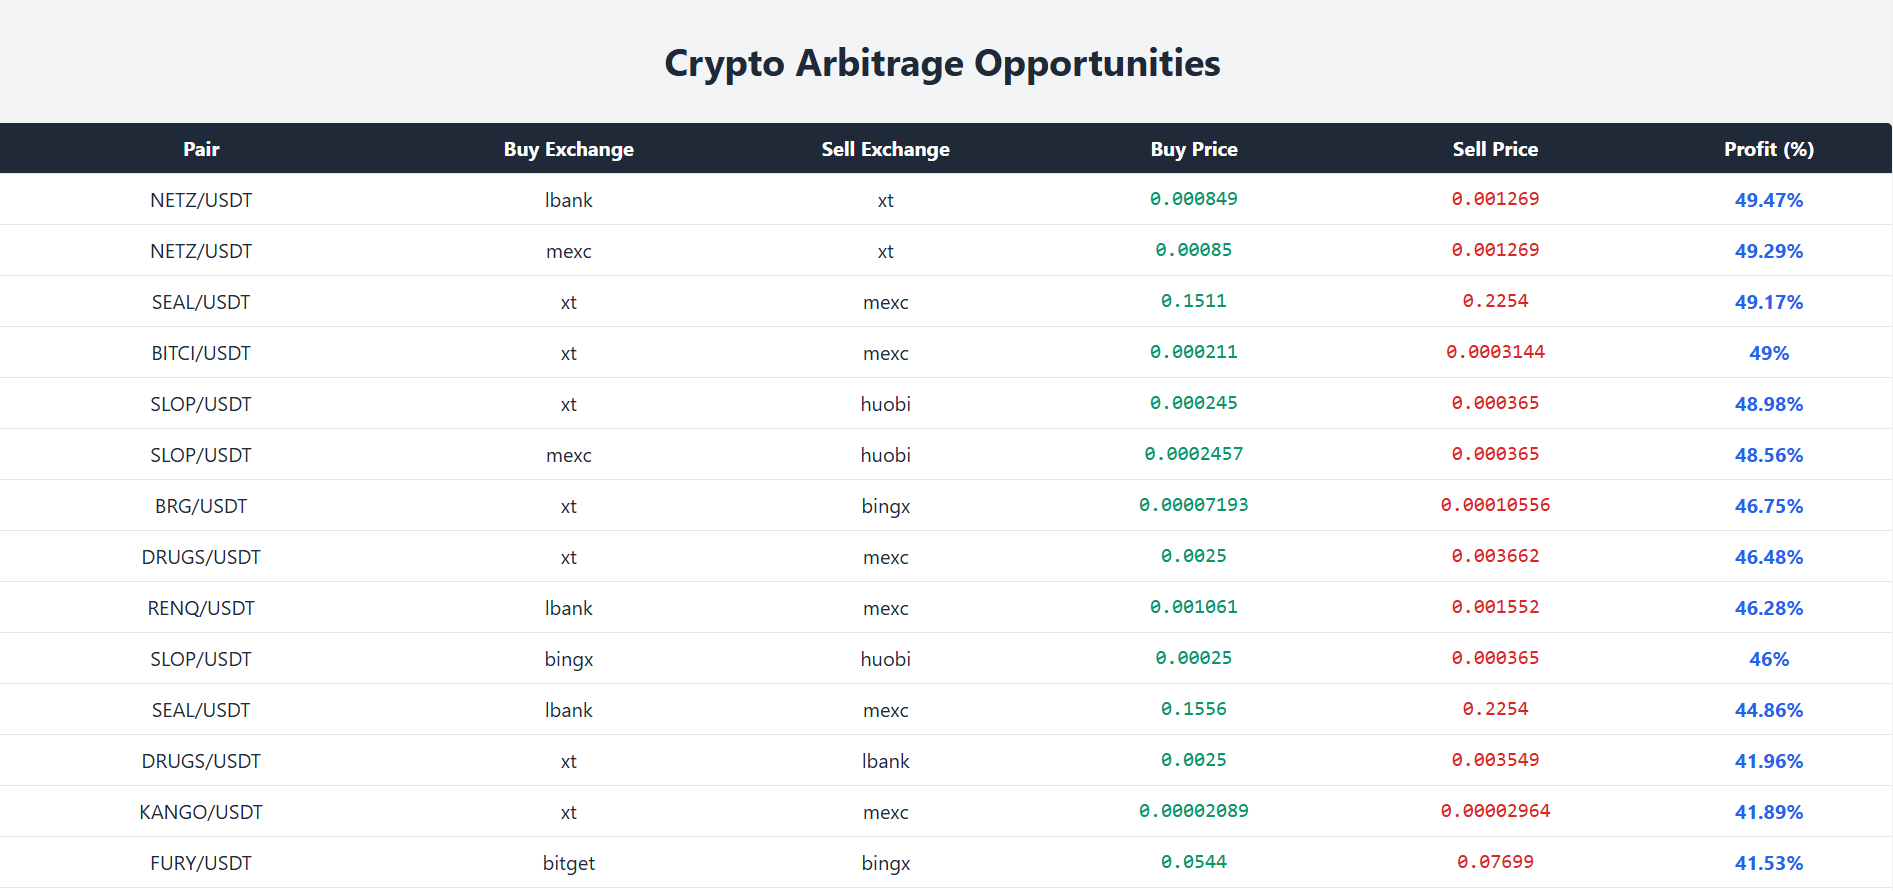 Crypto Arbitrage Opportunities
Pair Buy Exchange Sell Exchange Buy Price Sell Price Profit (%)
NETZ/USDT lbank xt 0.000849 0.001269 49.47%
NETZ/USDT mexc xt 0.00085 0.001269 49.29%
SEAL/USDT xt mexc 0.1511 0.2254 49.17%
BITCI/USDT xt mexc 0.000211 0.0003144 49%
SLOP/USDT xt huobi 0.000245 0.000365 48.98%
SLOP/USDT mexc huobi 0.0002457 0.000365 48.56%
BRG/USDT xt bingx 0.00007193 0.00010556 46.75%
DRUGS/USDT xt mexc 0.0025 0.003662 46.48%
RENQ/USDT lbank mexc 0.001061 0.001552 46.28%
SLOP/USDT bingx huobi 0.00025 0.000365 46%
SEAL/USDT lbank mexc 0.1556 0.2254 44.86%
DRUGS/USDT xt lbank 0.0025 0.003549 41.96%
KANGO/USDT xt mexc 0.00002089 0.00002964 41.89%
FURY/USDT bitget bingx 0.0544 0.07699 41.53%